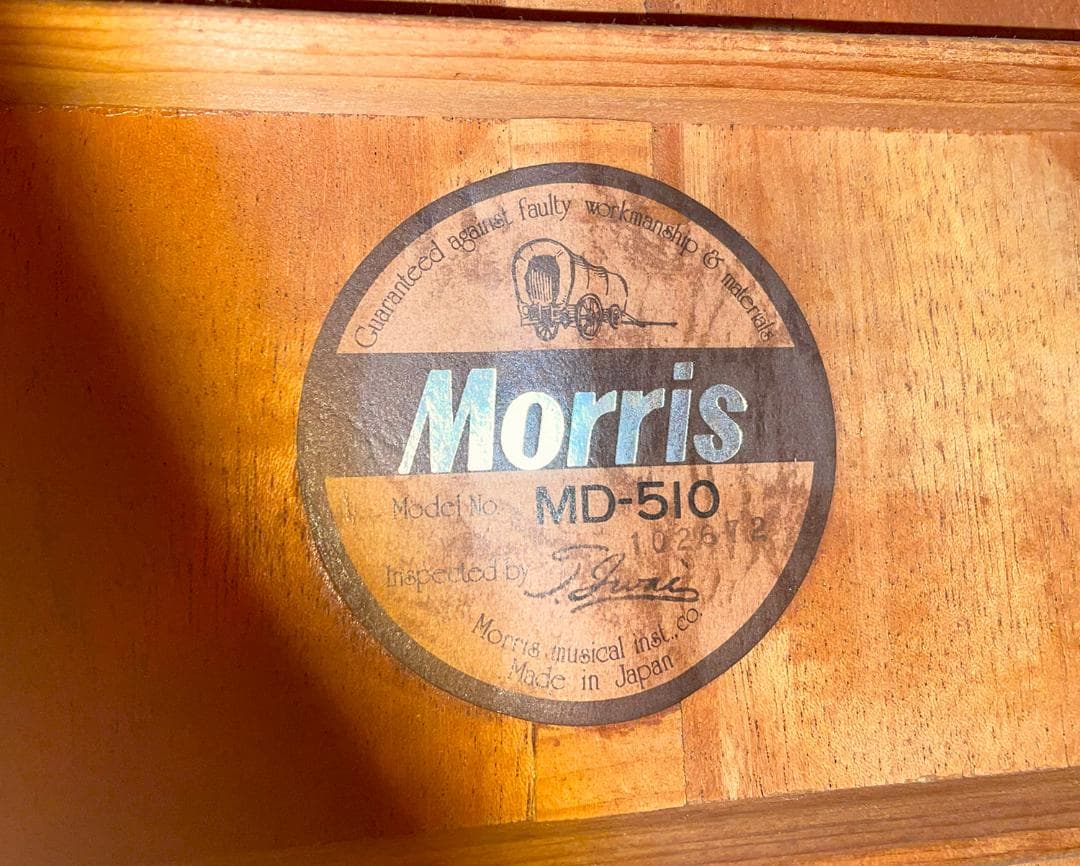 Guaranteed against faulty workmanship & materials
Morris
Model No. MD-510
102672
Inspected by T. Iwai
Morris musical inst., co.
Made in Japan